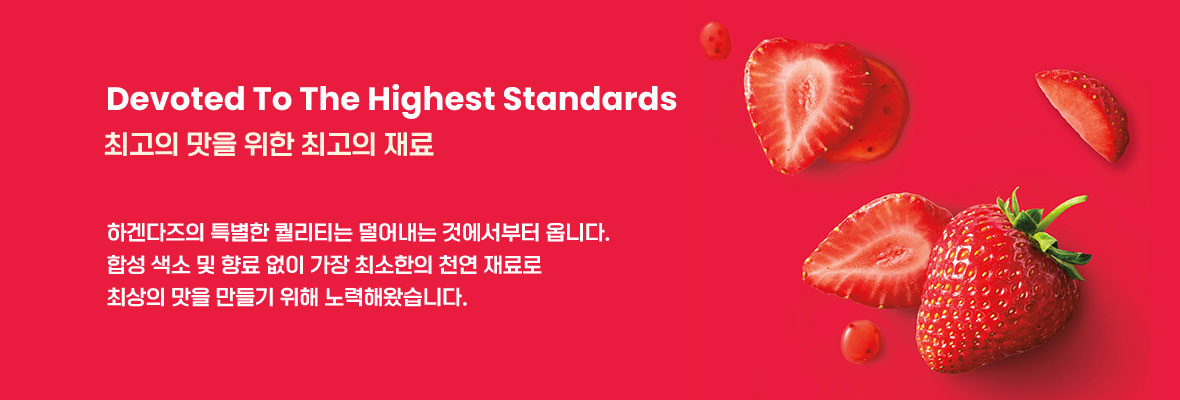 Devoted To The Highest Standards
최고의 맛을 위한 최고의 재료
하겐다즈의 특별한 퀄리티는 덜어내는 것에서부터 옵니다.
합성 색소 및 향료 없이 가장 최소한의 천연 재료로
최상의 맛을 만들기 위해 노력해왔습니다.